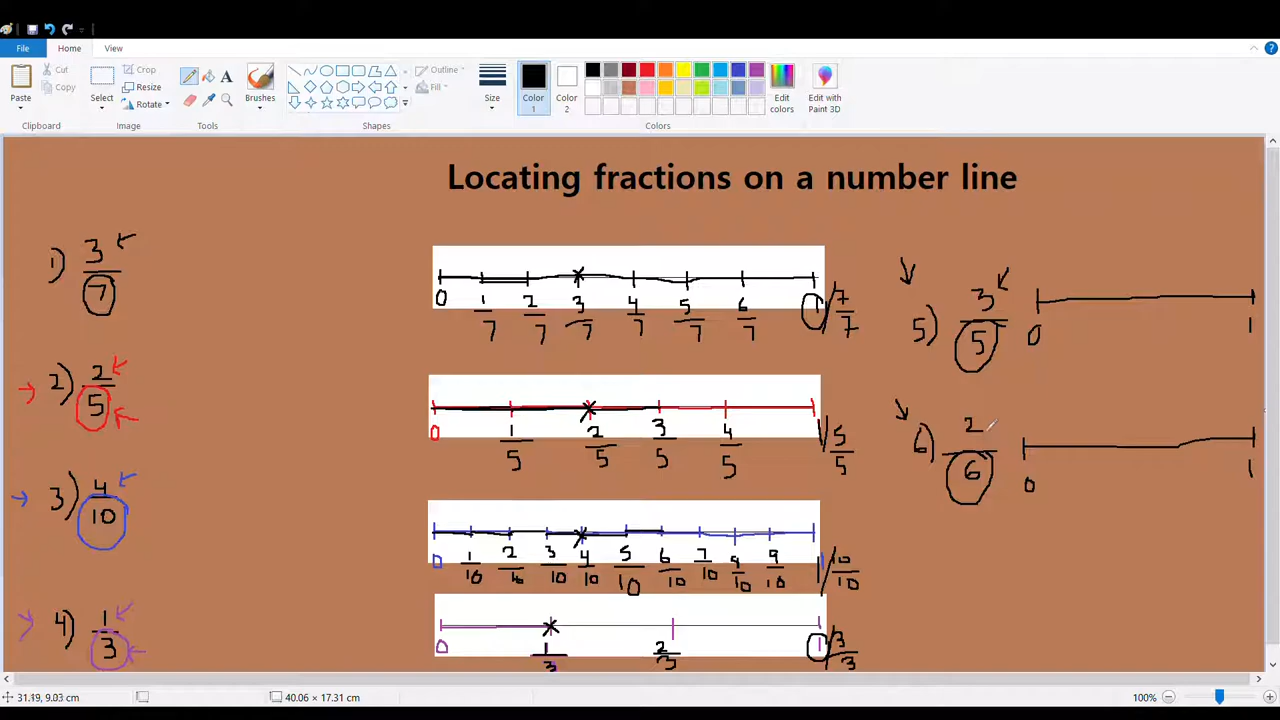 File Home View
Paste
Cut
Copy
Clipboard
Select
Crop
Resize
Rotate
Image
A
Tools
Brushes
Shapes
Outline
Fill
Size
Color 1
Color 2
Edit colors
Colors
Edit with Paint 3D
Locating fractions on a number line
1) 3/7
0 1/7 2/7 3/7 4/7 5/7 6/7 1/7/7
2) 2/5
0 1/5 2/5 3/5 4/5 1/5/5
3) 4/10
0 1/10 2/10 3/10 4/10 5/10 6/10 7/10 9/10 9/10 1/10/10
4) 1/3
0 1/3 2/3 1/3/3
5) 3/5
0 1
6) 2/6
0 1
31.19, 9.03 cm
40.06 × 17.31 cm
100%